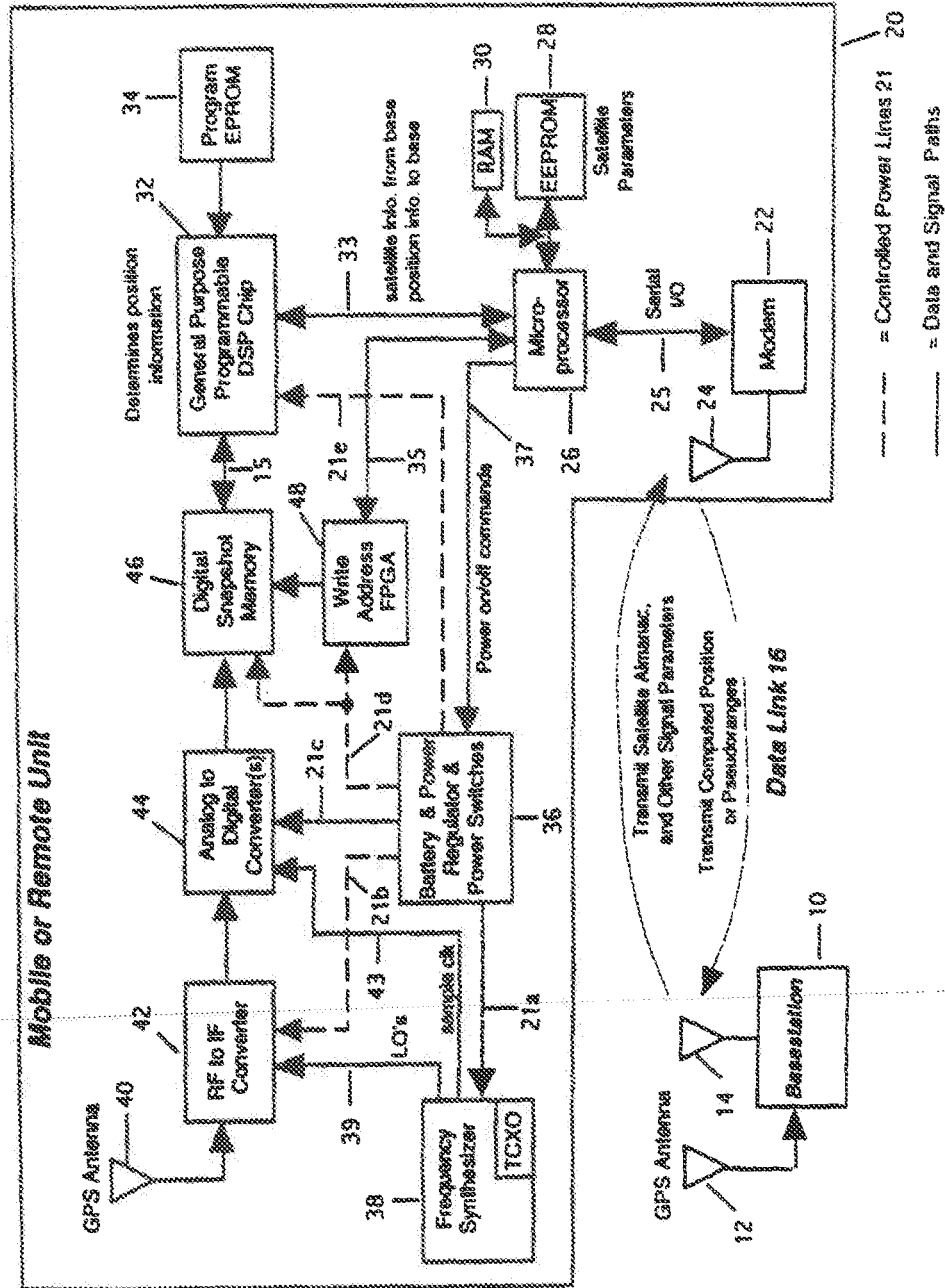 Mobile or Remote Unit
GPS Antenna
40
42
RF to IF
Converter
44
Analog to
Digital
Converter(s)
46
Digital
Snapshot
Memory
15
Determines position
information
32
General Purpose
Programmable
DSP Chip
34
Program
EPROM
39
LO's
43
sample clk
21b
21c
21d
48
Write
Address
FPGA
21e
35
33
satellite info. from base
position info. to base
38
Frequency
Synthesizer
TCXO
21a
Battery & Power
Regulator &
Power Switches
36
Power on/off commands
37
Micro-
processor
26
RAM
30
EEPROM
28
Satellite
Parameters
25
Serial
I/O
24
Modem
22
20
GPS Antenna
12
14
Basestation
10
Transmit Satellite Almanac,
and Other Signal Parameters
Transmit Computed Position
or Pseudoranges
Data Link 16
= Controlled Power Lines 21
= Data and Signal Paths